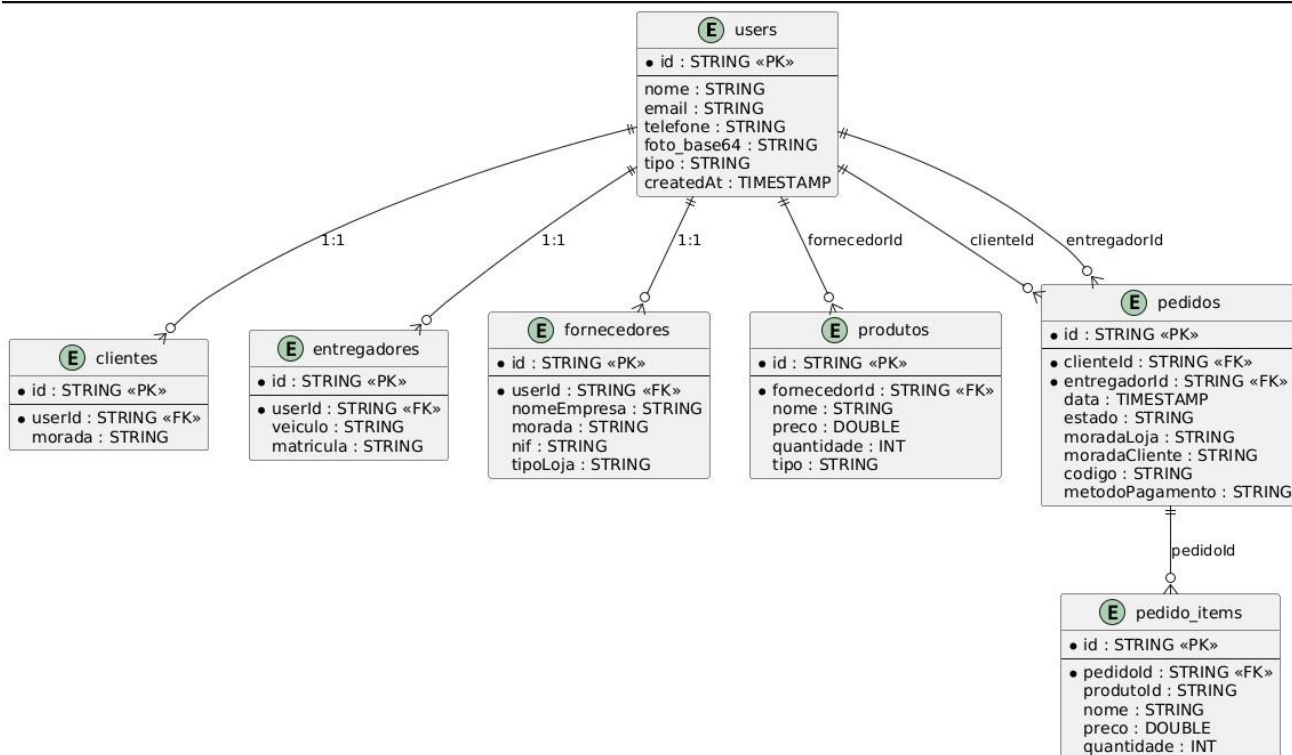 E users
id : STRING «PK»
nome : STRING
email : STRING
telefone : STRING
foto_base64 : STRING
tipo : STRING
createdAt : TIMESTAMP
1:1
1:1
1:1
fornecedorId
clienteId
entregadorId
E clientes
id : STRING «PK»
userId : STRING «FK»
morada : STRING
E entregadores
id : STRING «PK»
userId : STRING «FK»
veiculo : STRING
matricula : STRING
E fornecedores
id : STRING «PK»
userId : STRING «FK»
nomeEmpresa : STRING
morada : STRING
nif : STRING
tipoLoja : STRING
E produtos
id : STRING «PK»
fornecedorId : STRING «FK»
nome : STRING
preco : DOUBLE
quantidade : INT
tipo : STRING
E pedidos
id : STRING «PK»
clienteId : STRING «FK»
entregadorId : STRING «FK»
data : TIMESTAMP
estado : STRING
moradaLoja : STRING
moradaCliente : STRING
codigo : STRING
metodoPagamento : STRING
pedidoId
E pedido_items
id : STRING «PK»
pedidoId : STRING «FK»
produtoId : STRING
nome : STRING
preco : DOUBLE
quantidade : INT